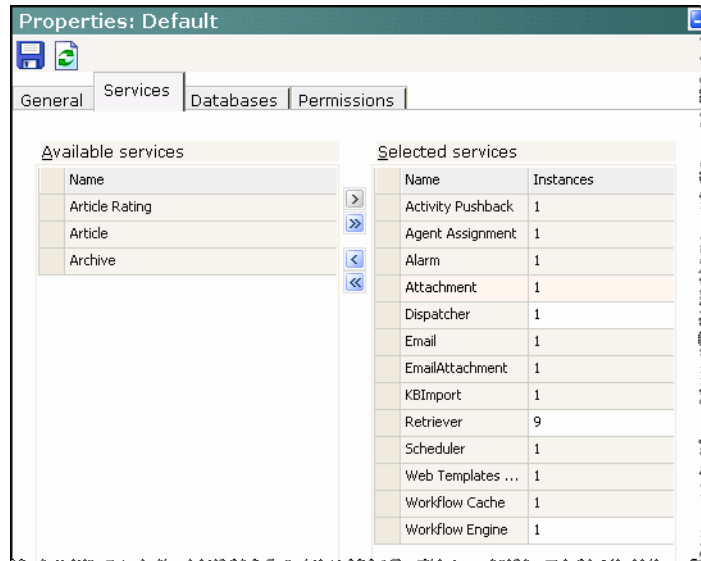 Properties: Default
General Services Databases Permissions
Available services
Name
Article Rating
Article
Archive
Selected services
Name Instances
Activity Pushback 1
Agent Assignment 1
Alarm 1
Attachment 1
Dispatcher 1
Email 1
EmailAttachment 1
KBImport 1
Retriever 9
Scheduler 1
Web Templates ... 1
Workflow Cache 1
Workflow Engine 1